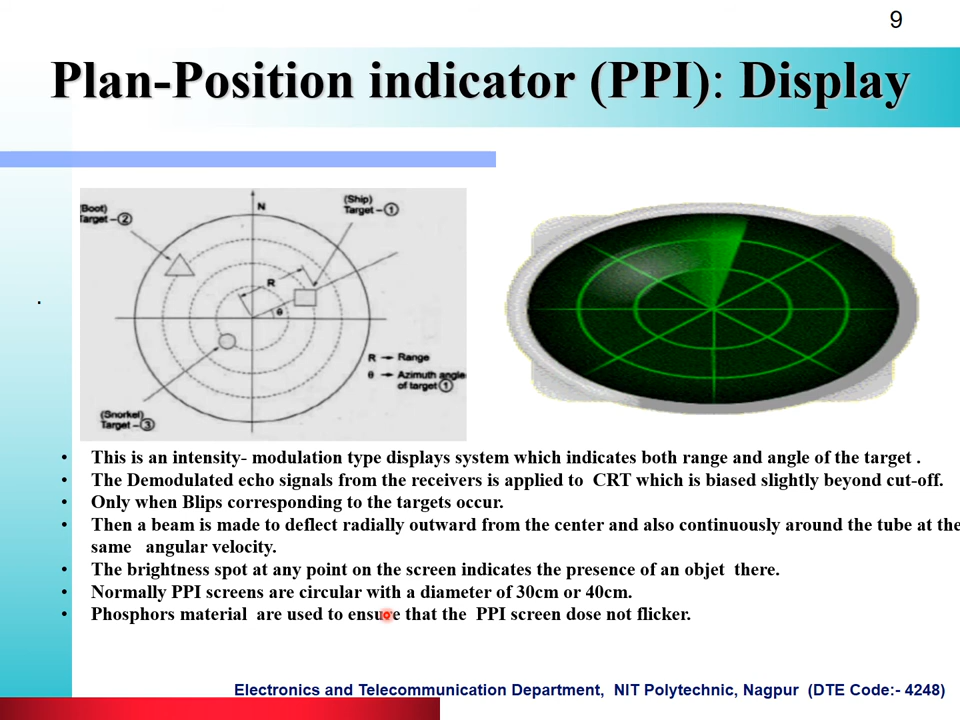 9
Plan-Position indicator (PPI): Display
N
(Ship)
Target-①
(Boot)
Target-②
R
θ
R → Range
θ → Azimuth angle
of target ①
(Snorkel)
Target-③
.
• This is an intensity- modulation type displays system which indicates both range and angle of the target .
• The Demodulated echo signals from the receivers is applied to CRT which is biased slightly beyond cut-off.
• Only when Blips corresponding to the targets occur.
• Then a beam is made to deflect radially outward from the center and also continuously around the tube at the
same angular velocity.
• The brightness spot at any point on the screen indicates the presence of an objet there.
• Normally PPI screens are circular with a diameter of 30cm or 40cm.
• Phosphors material are used to ensure that the PPI screen dose not flicker.
Electronics and Telecommunication Department, NIT Polytechnic, Nagpur (DTE Code:- 4248)